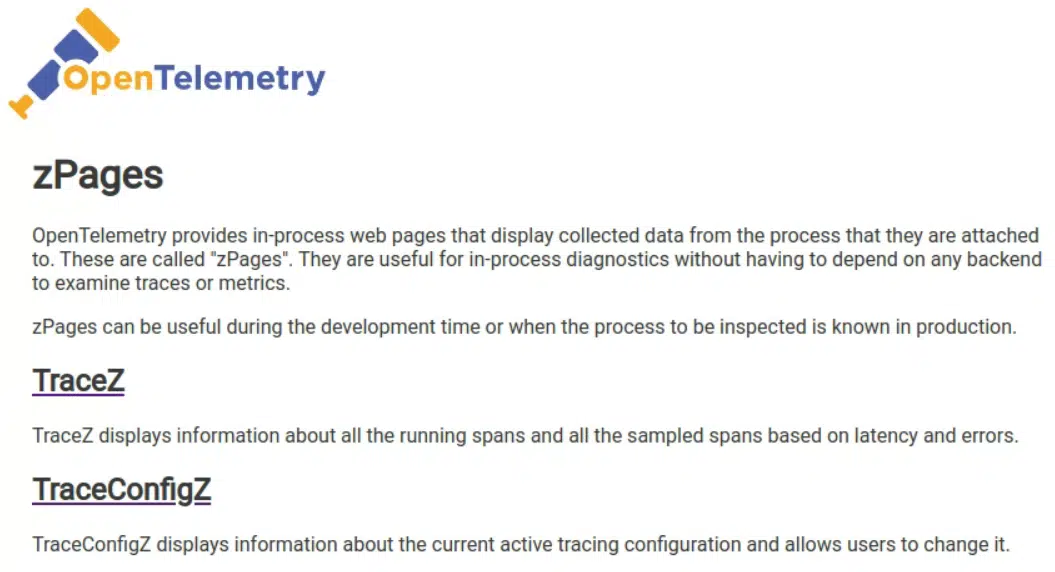 OpenTelemetry
zPages
OpenTelemetry provides in-process web pages that display collected data from the process that they are attached
to. These are called "zPages". They are useful for in-process diagnostics without having to depend on any backend
to examine traces or metrics.
zPages can be useful during the development time or when the process to be inspected is known in production.
TraceZ
TraceZ displays information about all the running spans and all the sampled spans based on latency and errors.
TraceConfigZ
TraceConfigZ displays information about the current active tracing configuration and allows users to change it.